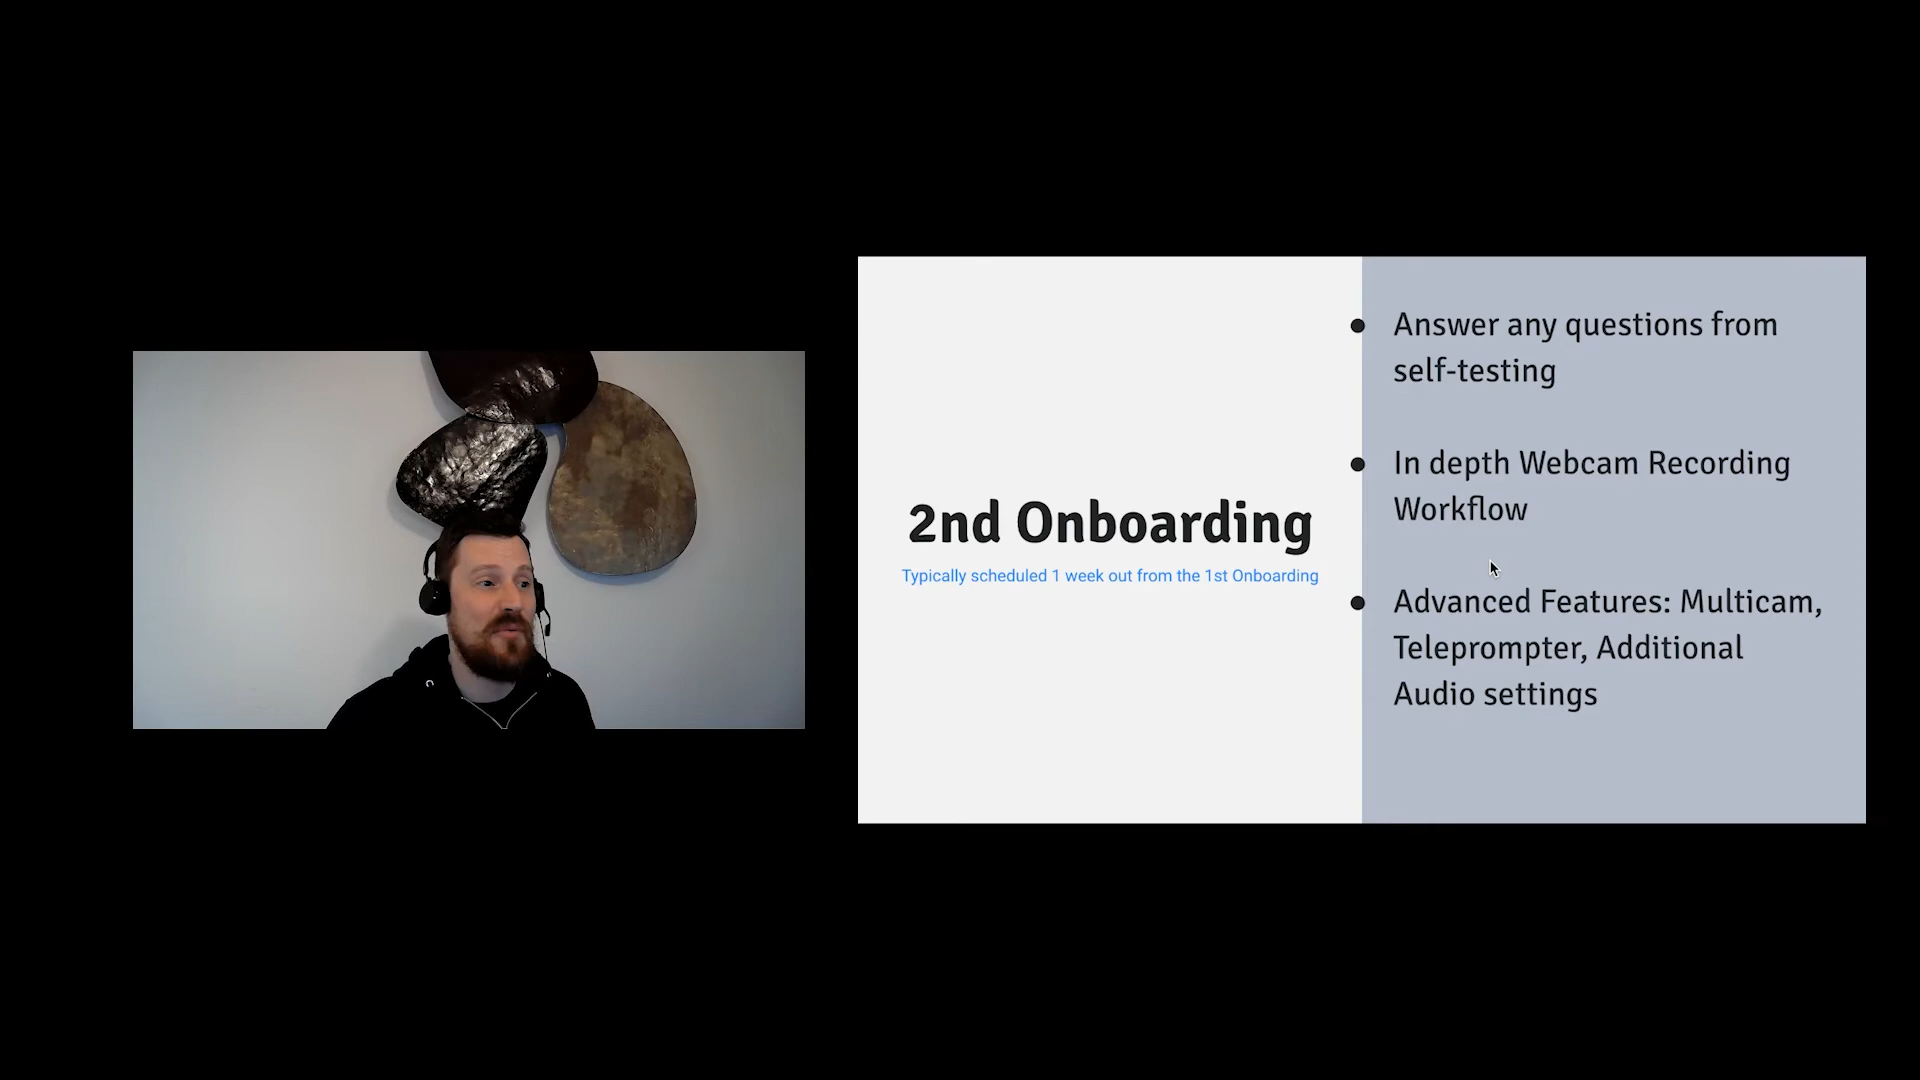 2nd Onboarding
Typically scheduled 1 week out from the 1st Onboarding
● Answer any questions from
self-testing
● In depth Webcam Recording
Workflow
● Advanced Features: Multicam,
Teleprompter, Additional
Audio settings